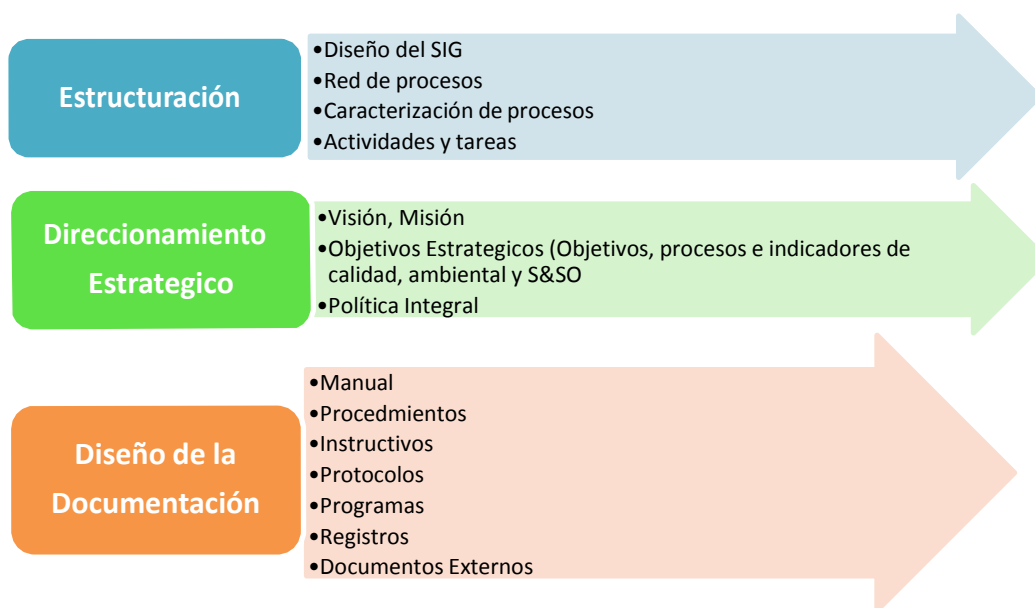 Estructuración
•Diseño del SIG
•Red de procesos
•Caracterización de procesos
•Actividades y tareas
Direccionamiento
Estrategico
•Visión, Misión
•Objetivos Estrategicos (Objetivos, procesos e indicadores de
calidad, ambiental y S&SO
•Política Integral
Diseño de la
Documentación
•Manual
•Procedmientos
•Instructivos
•Protocolos
•Programas
•Registros
•Documentos Externos